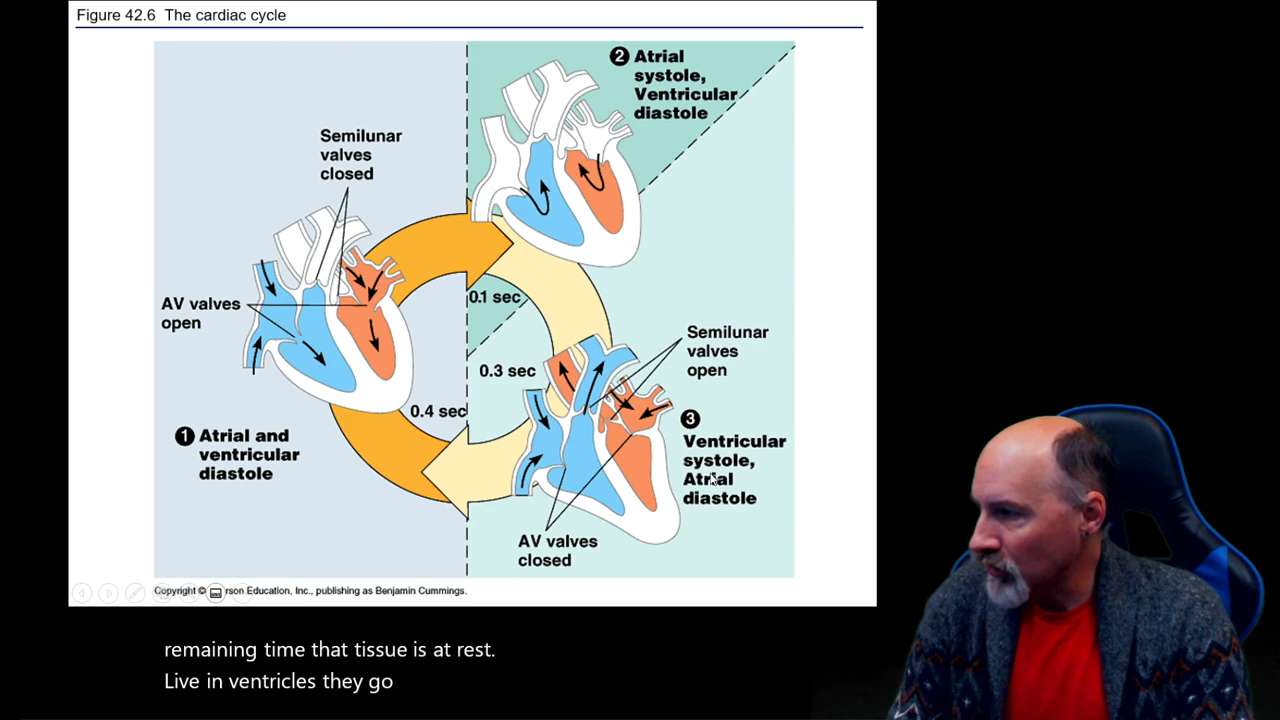 Figure 42.6 The cardiac cycle
2 Atrial
systole,
Ventricular
diastole
Semilunar
valves
closed
AV valves
open
0.1 sec
Semilunar
valves
open
0.3 sec
0.4 sec
1 Atrial and
ventricular
diastole
3
Ventricular
systole,
Atrial
diastole
AV valves
closed
Copyright © rson Education, Inc., publishing as Benjamin Cummings.
remaining time that tissue is at rest.
Live in ventricles they go